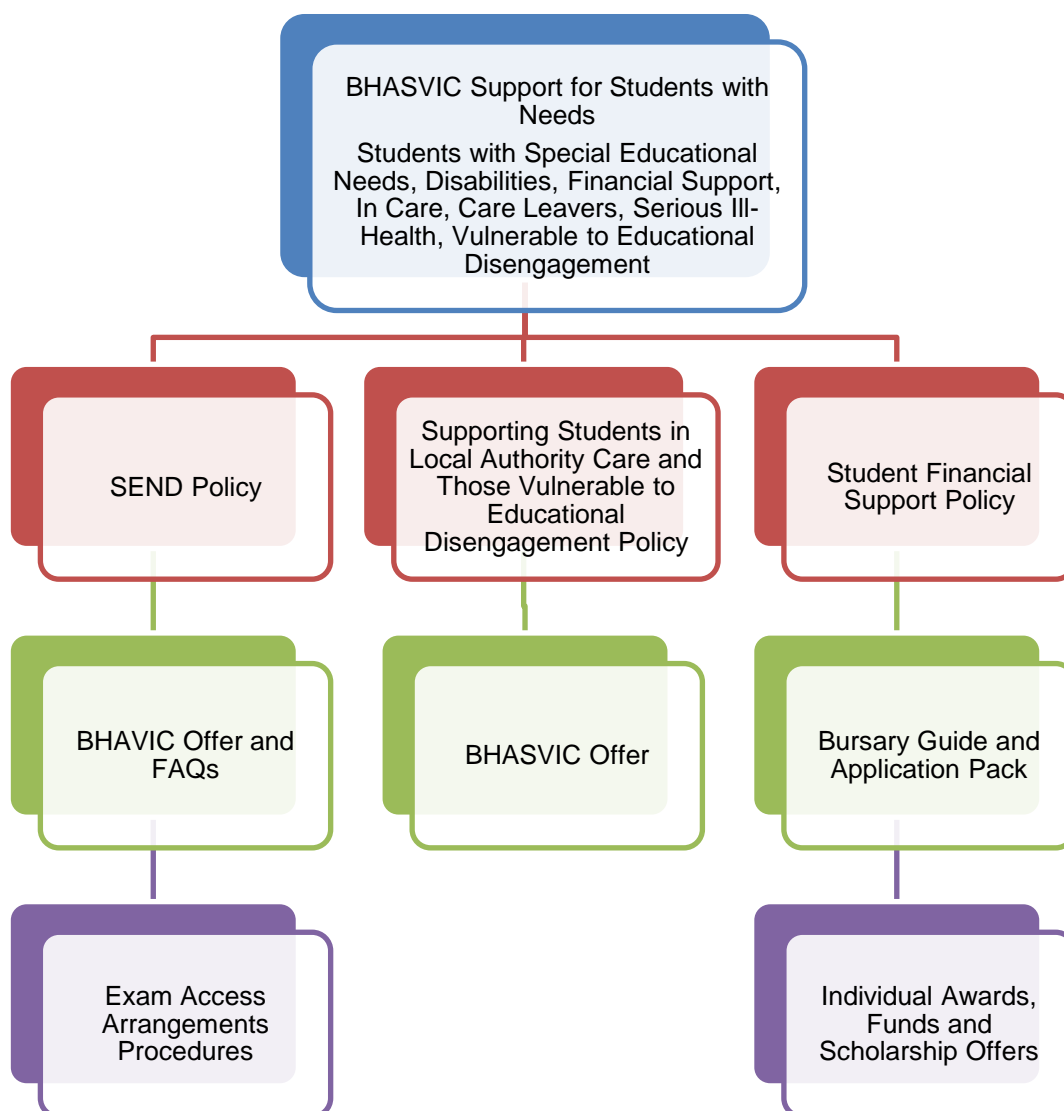 BHASVIC Support for Students with
Needs
Students with Special Educational
Needs, Disabilities, Financial Support,
In Care, Care Leavers, Serious Ill-
Health, Vulnerable to Educational
Disengagement
SEND Policy
Supporting Students in
Local Authority Care and
Those Vulnerable to
Educational
Disengagement Policy
Student Financial
Support Policy
BHAVIC Offer and
FAQs
BHASVIC Offer
Bursary Guide and
Application Pack
Exam Access
Arrangements
Procedures
Individual Awards,
Funds and
Scholarship Offers